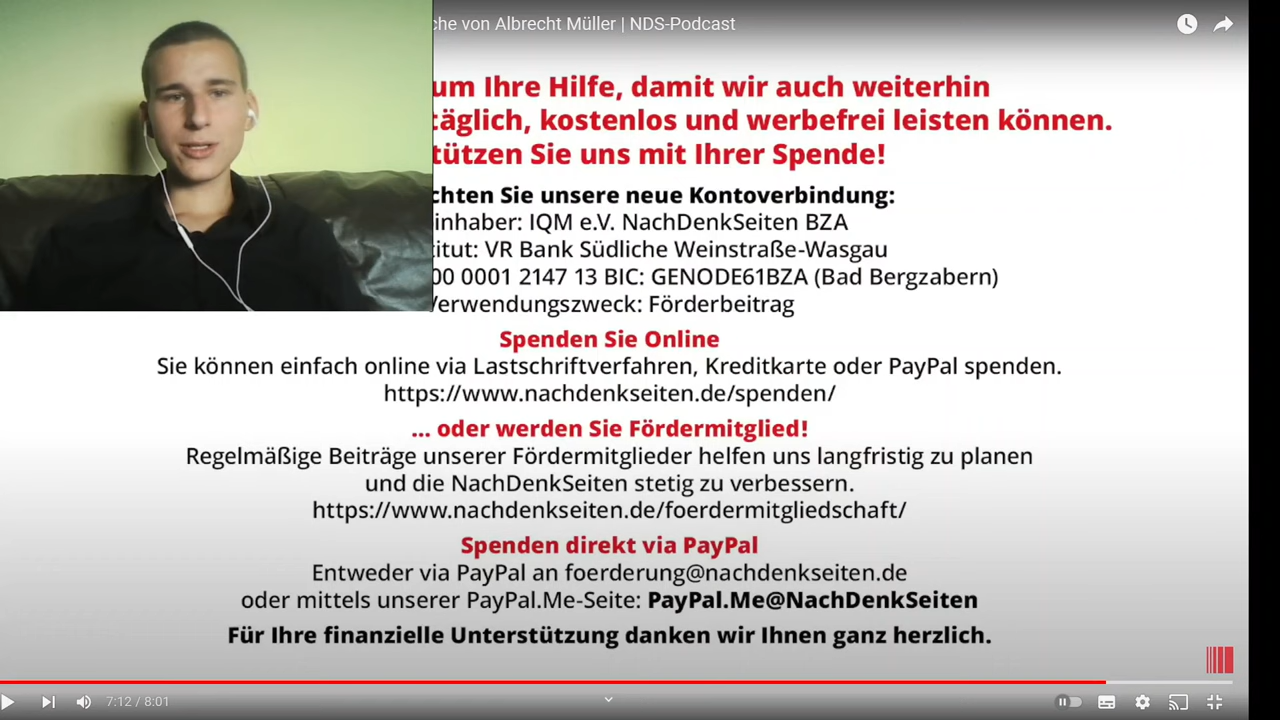 che von Albrecht Müller | NDS-Podcast
um Ihre Hilfe, damit wir auch weiterhin
täglich, kostenlos und werbefrei leisten können.
tützen Sie uns mit Ihrer Spende!
chten Sie unsere neue Kontoverbindung:
inhaber: IQM e.V. NachDenkSeiten BZA
titut: VR Bank Südliche Weinstraße-Wasgau
00 0001 2147 13 BIC: GENODE61BZA (Bad Bergzabern)
Verwendungszweck: Förderbeitrag
Spenden Sie Online
Sie können einfach online via Lastschriftverfahren, Kreditkarte oder PayPal spenden.
https://www.nachdenkseiten.de/spenden/
... oder werden Sie Fördermitglied!
Regelmäßige Beiträge unserer Fördermitglieder helfen uns langfristig zu planen
und die NachDenkSeiten stetig zu verbessern.
https://www.nachdenkseiten.de/foerdermitgliedschaft/
Spenden direkt via PayPal
Entweder via PayPal an foerderung@nachdenkseiten.de
oder mittels unserer PayPal.Me-Seite: PayPal.Me@NachDenkSeiten
Für Ihre finanzielle Unterstützung danken wir Ihnen ganz herzlich.
7:12 / 8:01